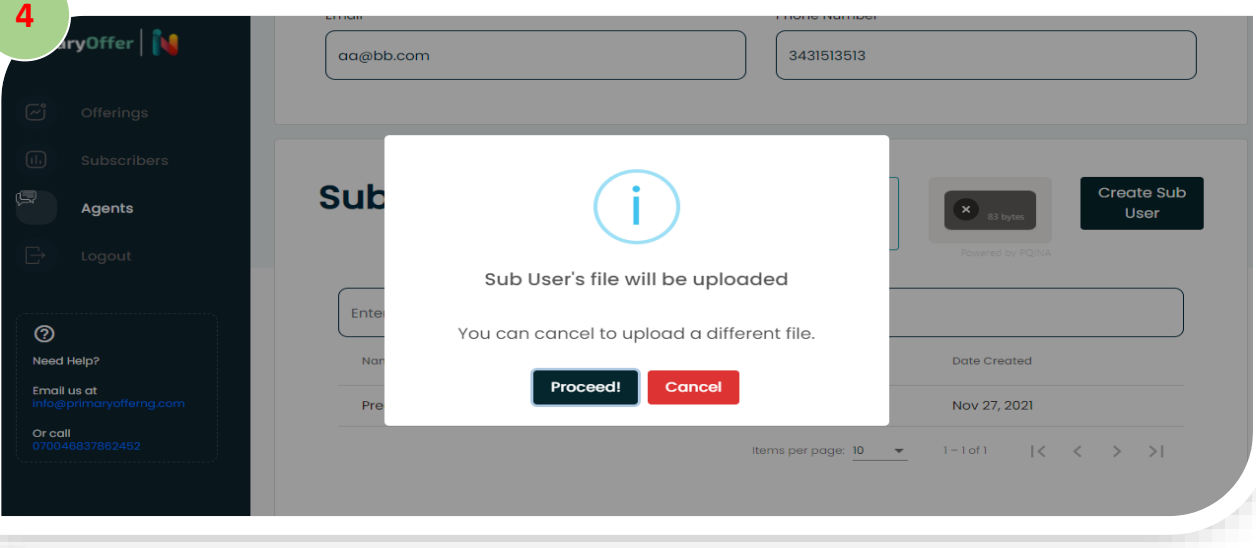 4
aryOffer
Email
Phone Number
aa@bb.com
3431513513
Offerings
Subscribers
Agents
Logout
Sub
83 bytes
Powered by PQINA
Create Sub
User
Sub User's file will be uploaded
You can cancel to upload a different file.
Proceed!
Cancel
Enter
Nam
Date Created
Pre
Nov 27, 2021
Items per page: 10
1 – 1 of 1
Need Help?
Email us at
info@primaryofferng.com
Or call
070046837862452